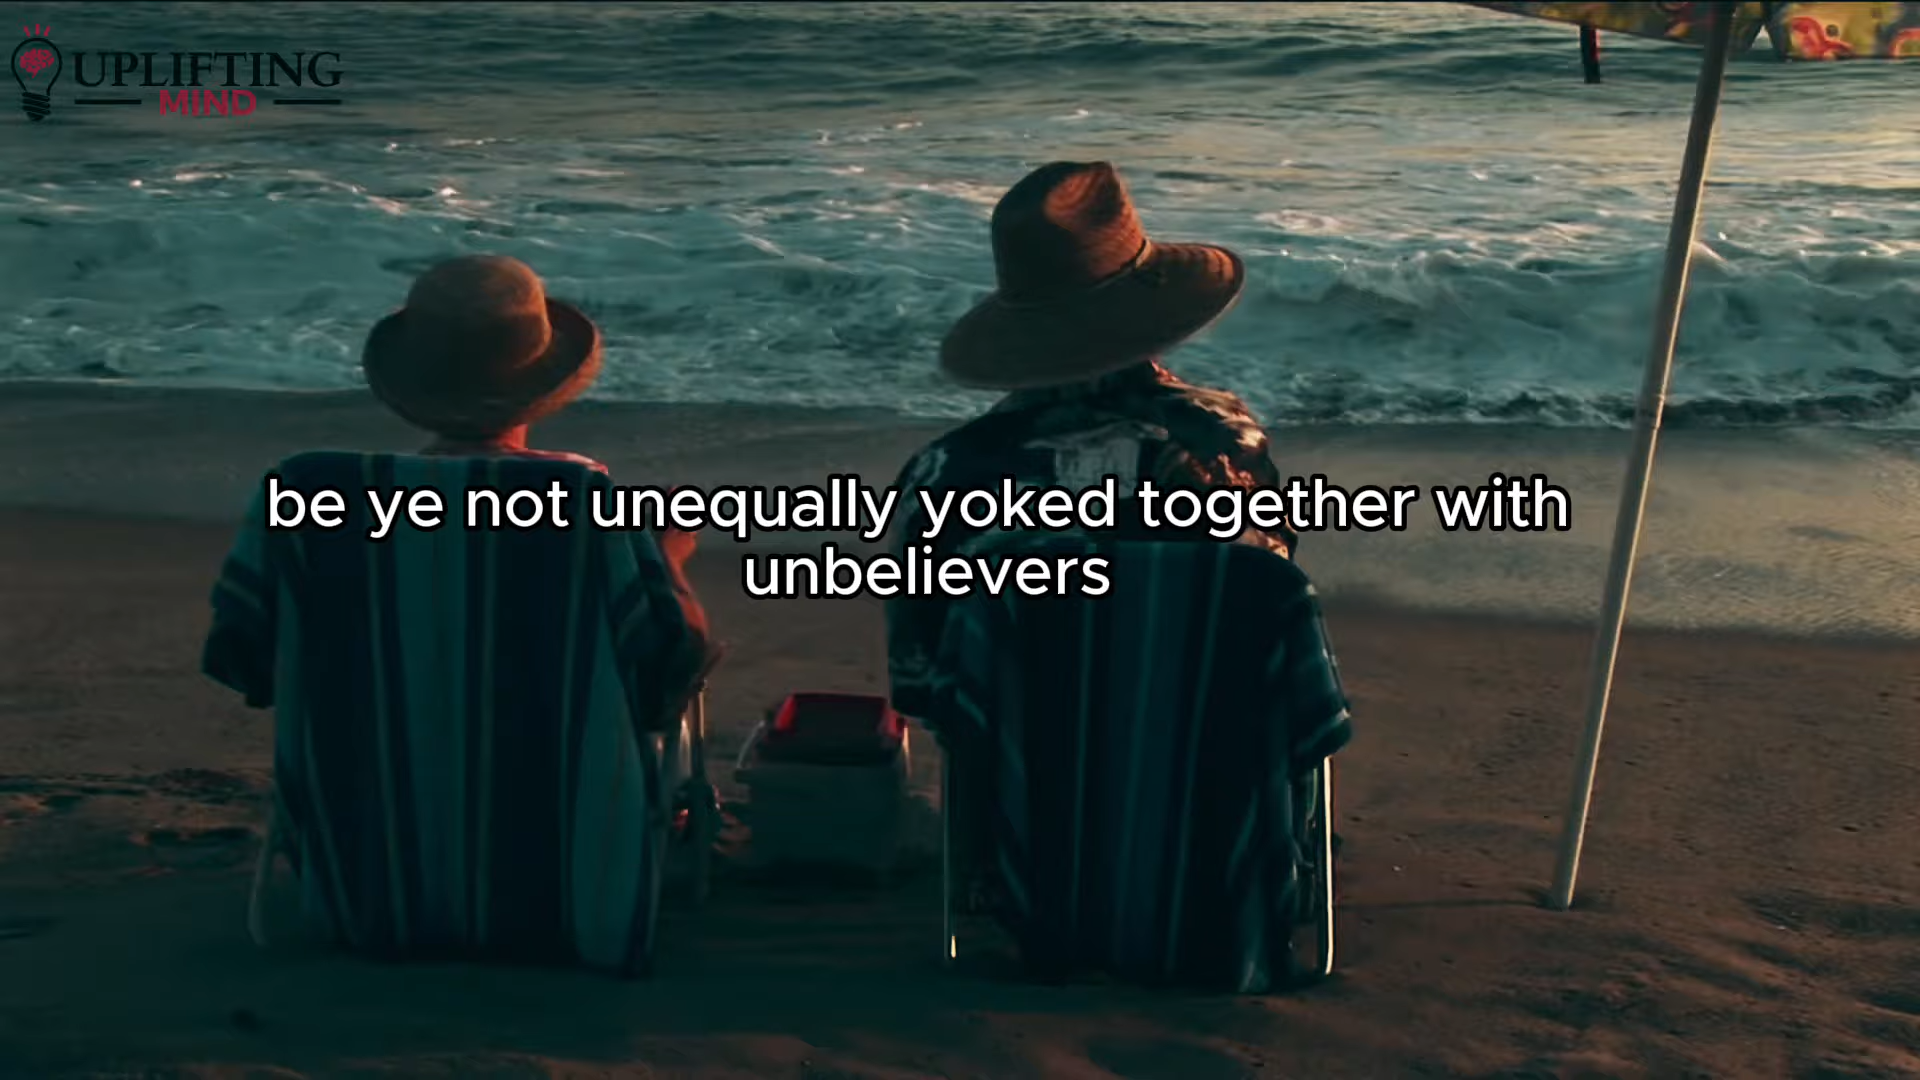 UPLIFTING
MIND
be ye not unequally yoked together with
unbelievers